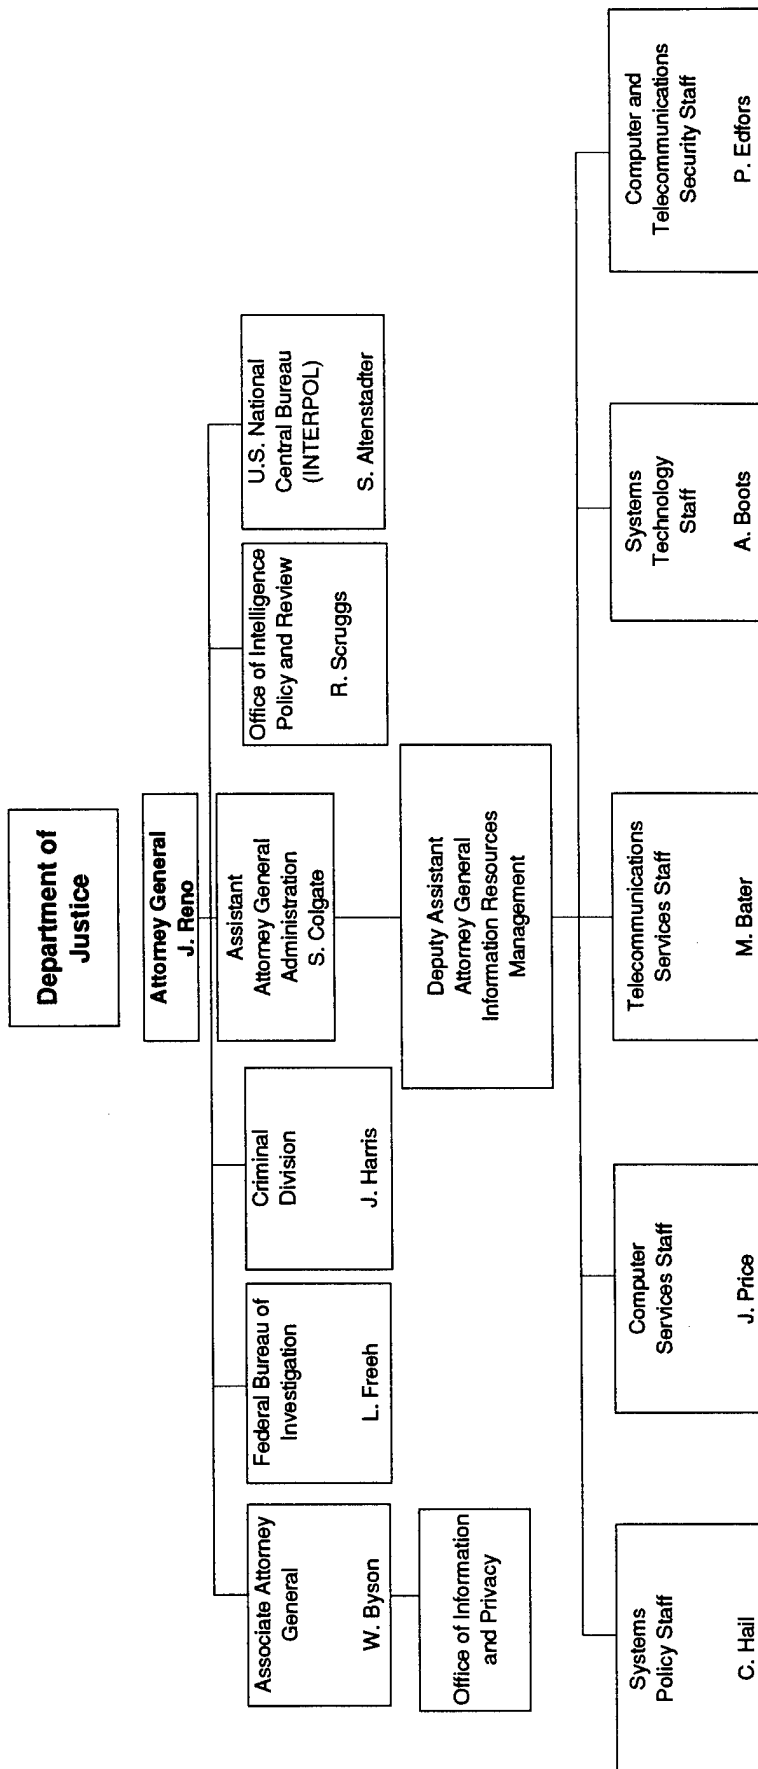 Department of
Justice
Attorney General
J. Reno
Associate Attorney
General
W. Byson
Federal Bureau of
Investigation
L. Freeh
Criminal
Division
J. Harris
Assistant
Attorney General
Administration
S. Colgate
Office of Intelligence
Policy and Review
R. Scruggs
U.S. National
Central Bureau
(INTERPOL)
S. Altenstadter
Office of Information
and Privacy
Deputy Assistant
Attorney General
Information Resources
Management
Systems
Policy Staff
C. Hail
Computer
Services Staff
J. Price
Telecommunications
Services Staff
M. Bater
Systems
Technology
Staff
A. Boots
Computer and
Telecommunications
Security Staff
P. Edfors